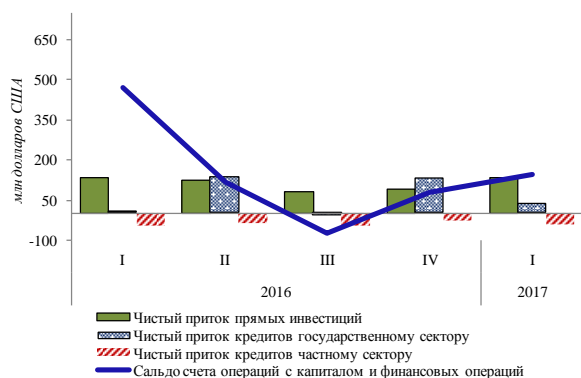 млн долларов США
650
500
350
200
50
-100
I II III IV I
2016 2017
Чистый приток прямых инвестиций
Чистый приток кредитов государственному сектору
Чистый приток кредитов частному сектору
Сальдо счета операций с капиталом и финансовых операций